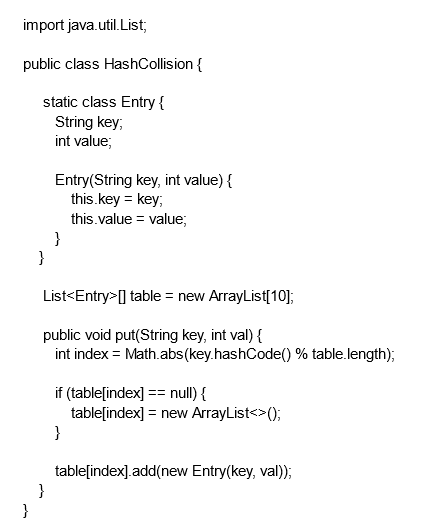 import java.util.List;
public class HashCollision {
static class Entry {
String key;
int value;
Entry(String key, int value) {
this.key = key;
this.value = value;
}
}
List<Entry>[] table = new ArrayList[10];
public void put(String key, int val) {
int index = Math.abs(key.hashCode() % table.length);
if (table[index] == null) {
table[index] = new ArrayList<>();
}
table[index].add(new Entry(key, val));
}
}